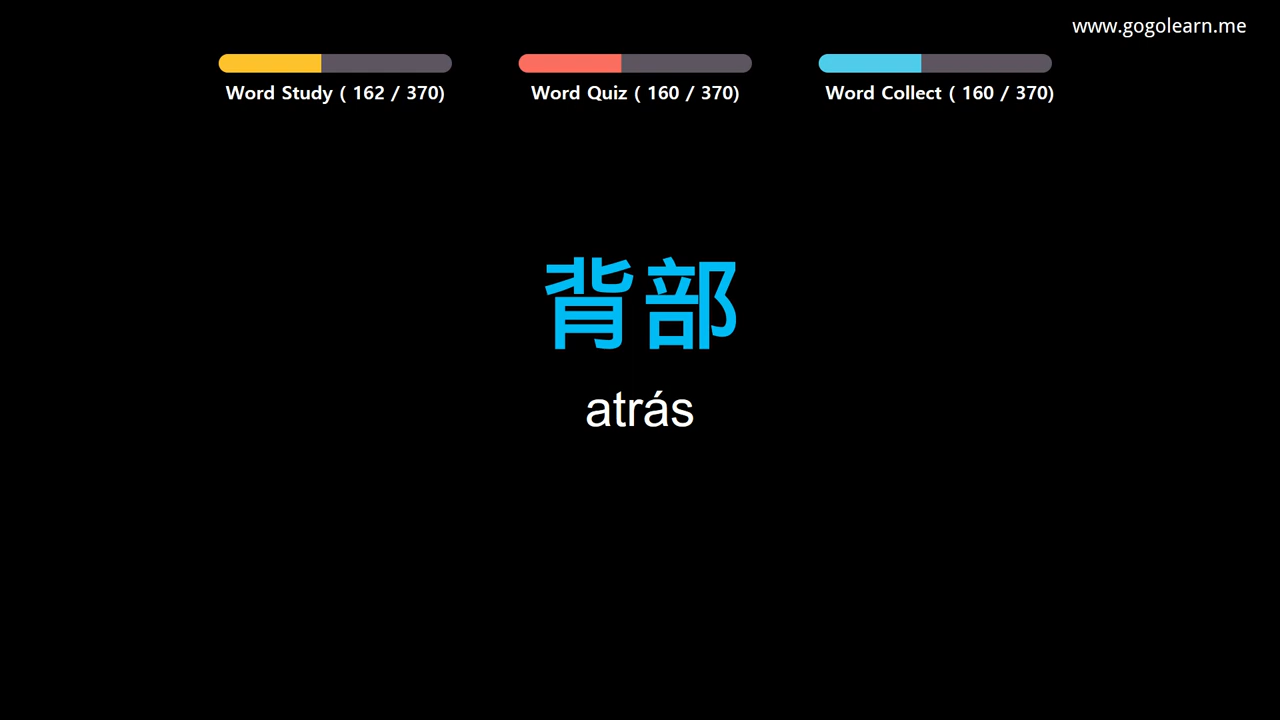 www.gogolearn.me
Word Study ( 162 / 370)
Word Quiz ( 160 / 370)
Word Collect ( 160 / 370)
背部
atrás